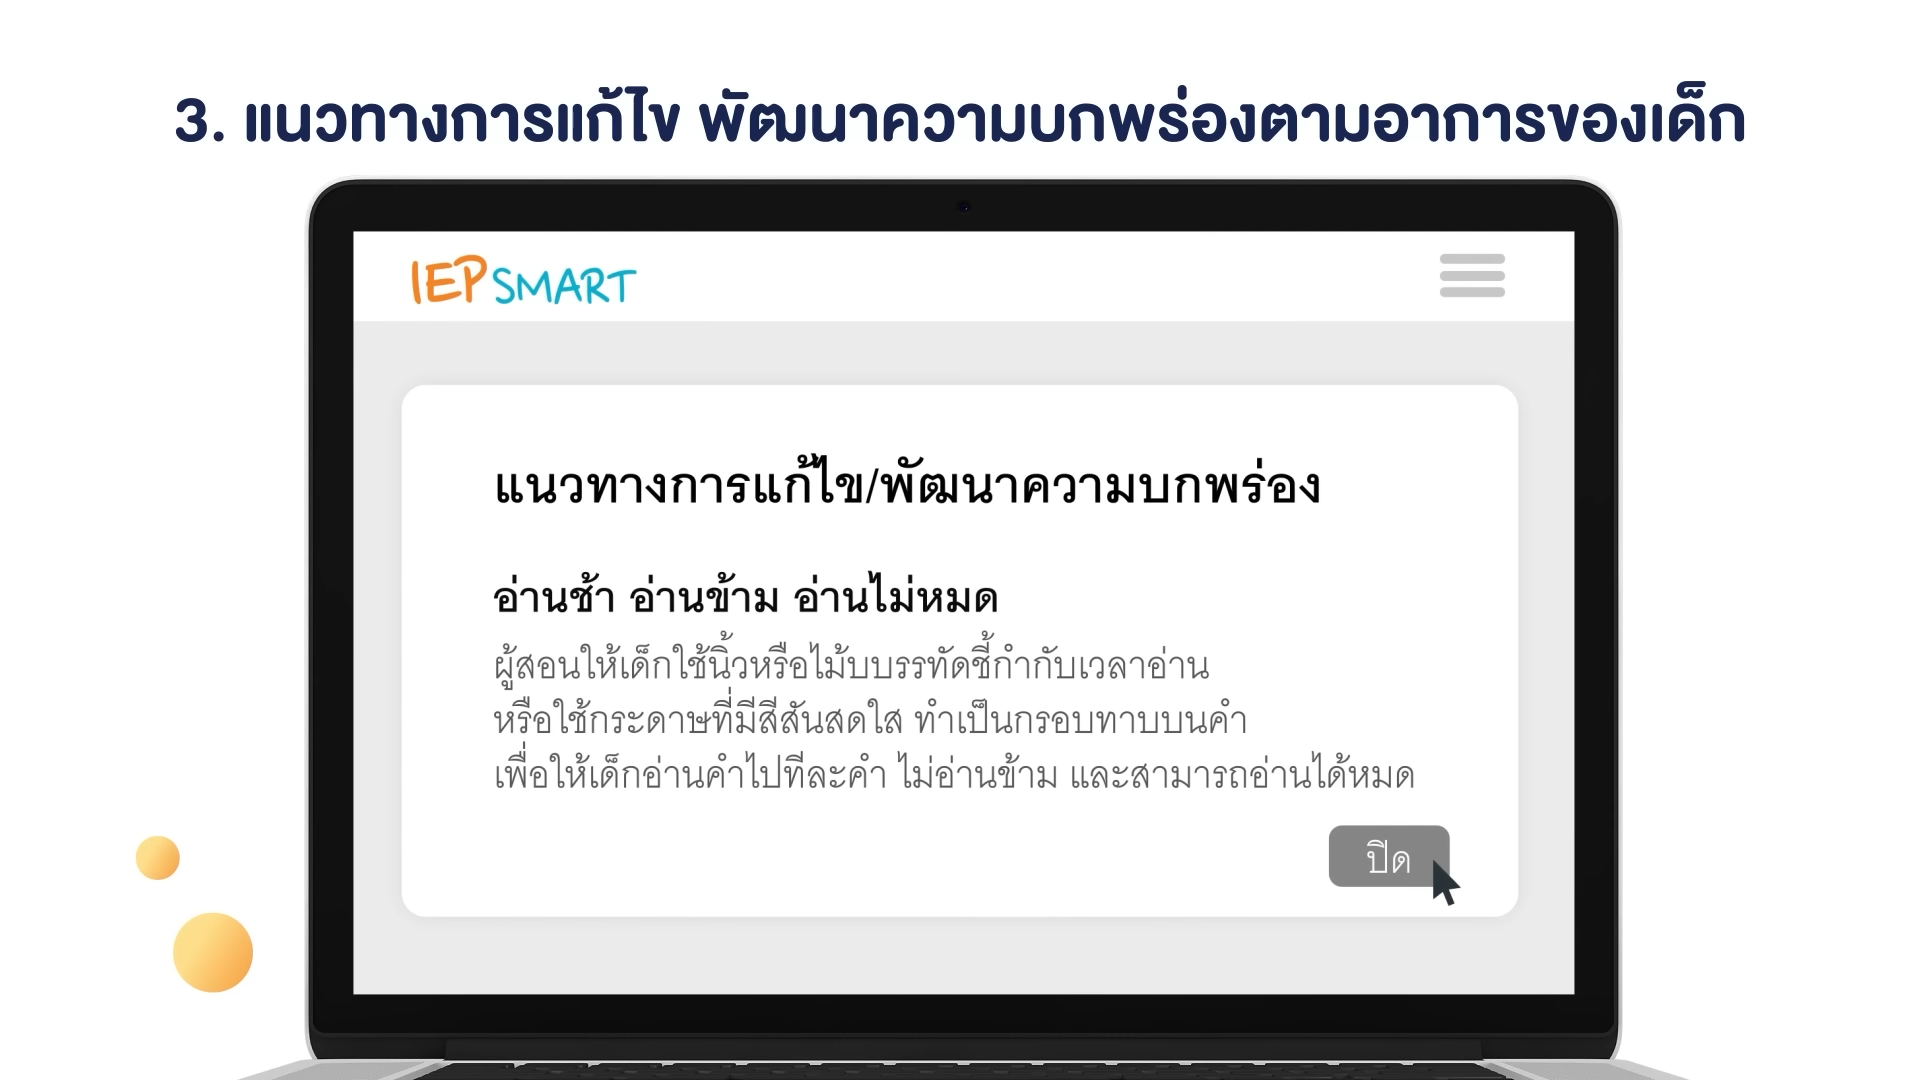 3. แนวทางการแก้ไข พัฒนาความบกพร่องตามอาการของเด็ก
IEP SMART
แนวทางการแก้ไข/พัฒนาความบกพร่อง
อ่านช้า อ่านข้าม อ่านไม่หมด
ผู้สอนให้เด็กใช้นิ้วหรือไม้บบรรทัดชี้กำกับเวลาอ่าน
หรือใช้กระดาษที่มีสีสันสดใส ทำเป็นกรอบทาบบนคำ
เพื่อให้เด็กอ่านคำไปทีละคำ ไม่อ่านข้าม และสามารถอ่านได้หมด
ปิด